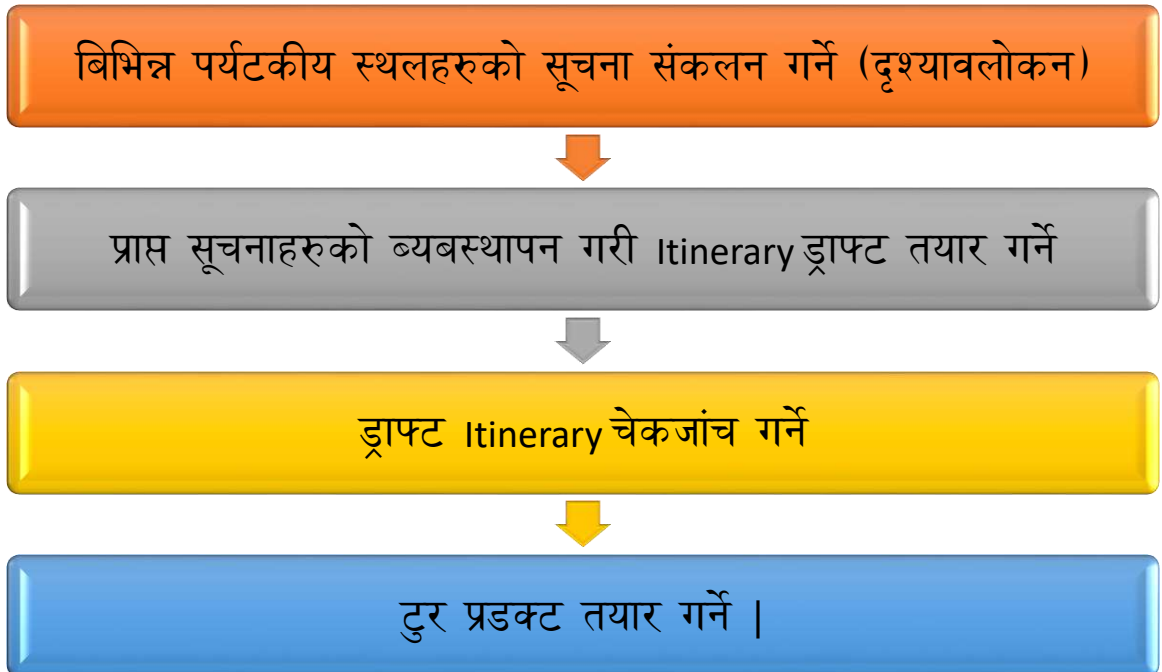 बिभिन्न पर्यटकीय स्थलहरुको सूचना संकलन गर्ने (दृश्यावलोकन)
प्राप्त सूचनाहरुको ब्यबस्थापन गरी Itinerary ड्राफ्ट तयार गर्ने
ड्राफ्ट Itinerary चेकजांच गर्ने
टुर प्रडक्ट तयार गर्ने |